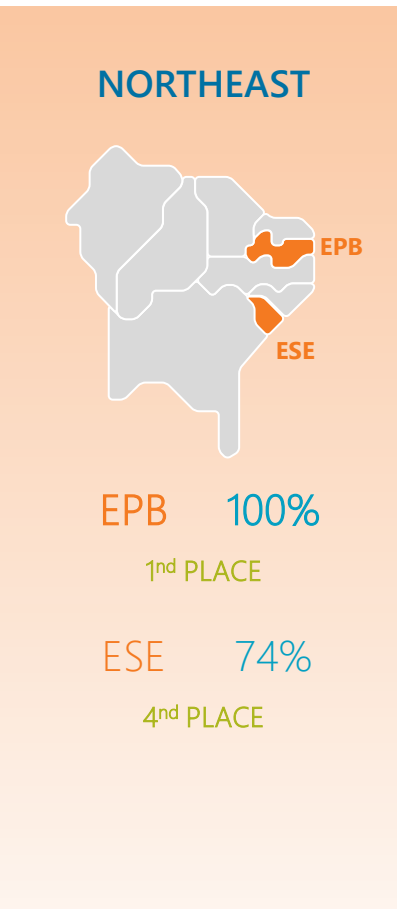 NORTHEAST
EPB
ESE
EPB 100%
1nd PLACE
ESE 74%
4nd PLACE